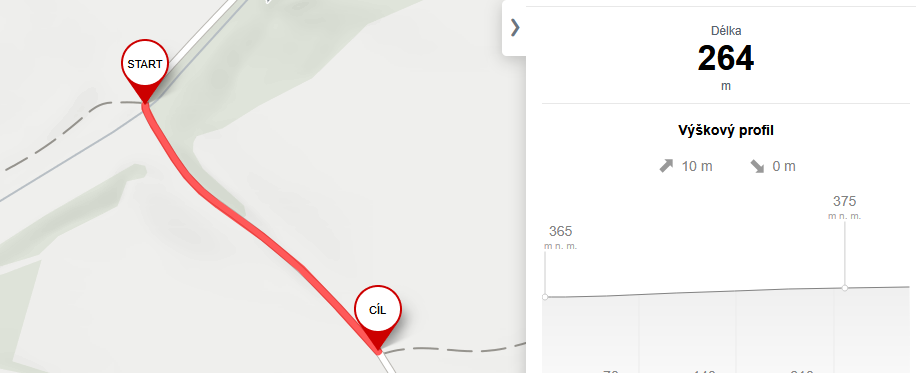 START
CÍL
Délka
264
m
Výškový profil
10 m
0 m
375
m n. m.
365
m n. m.